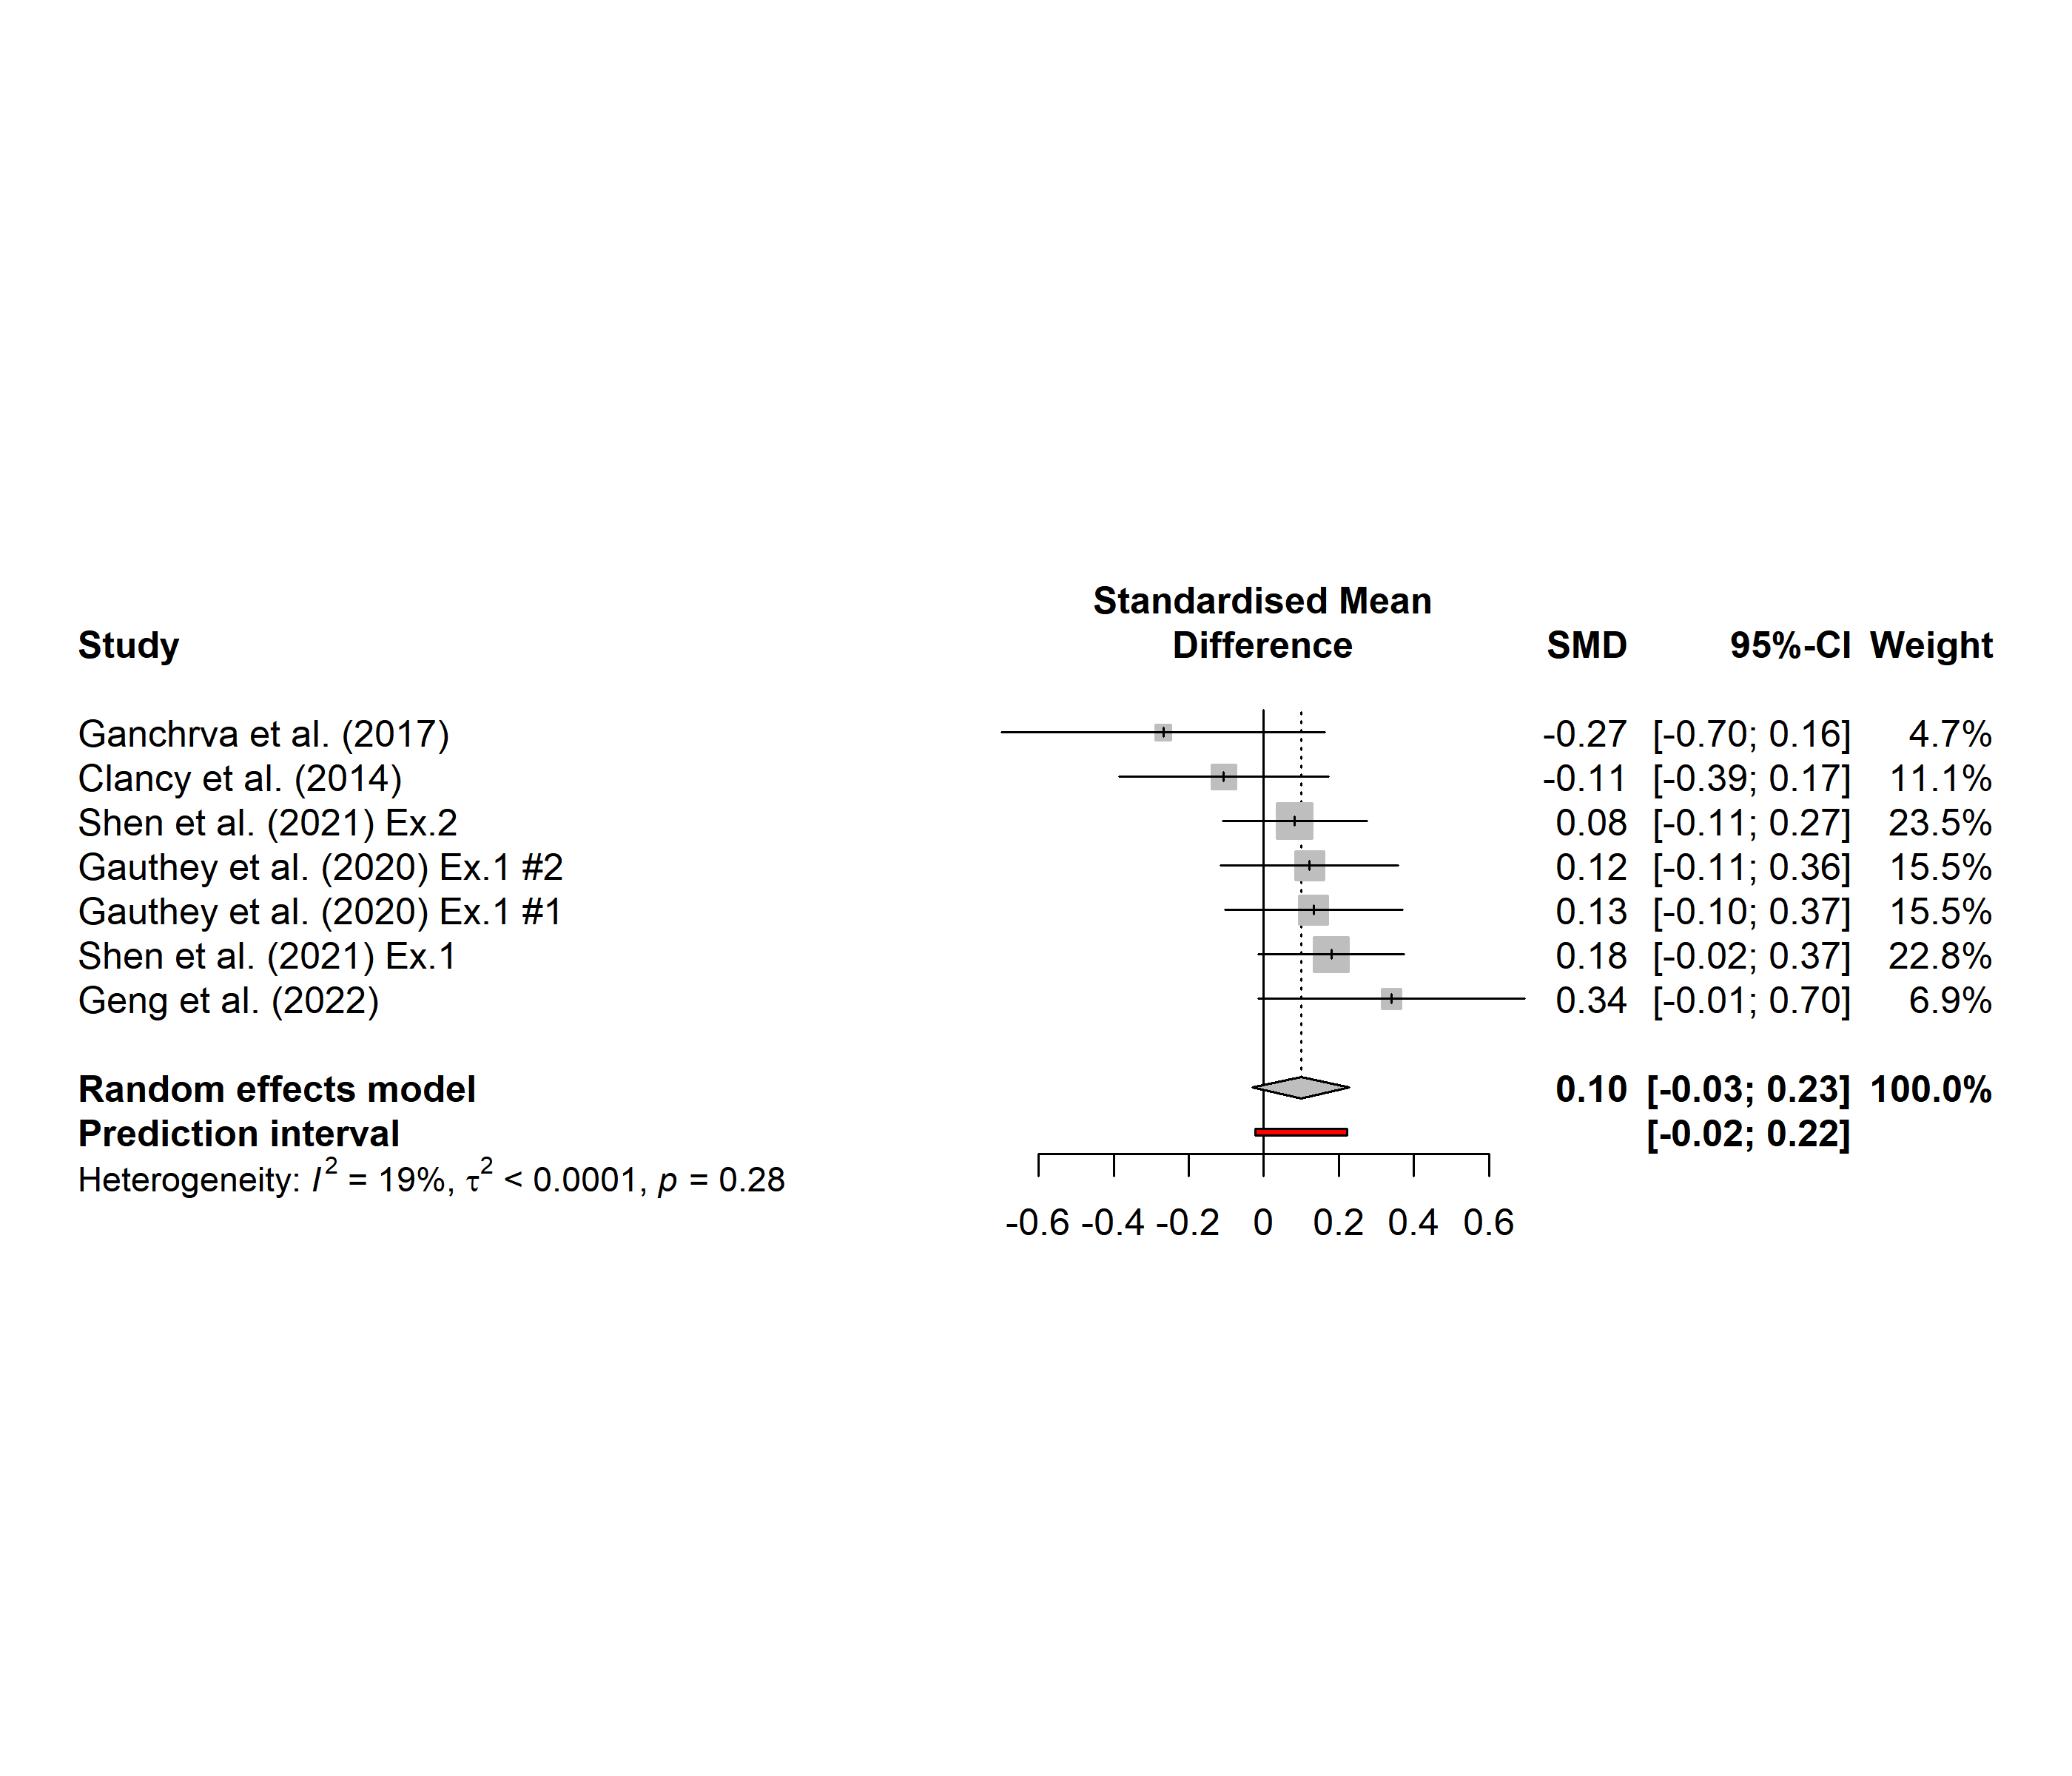 Standardised Mean
Study Difference SMD 95%-CI Weight
Ganchrva et al. (2017) -0.27 [-0.70; 0.16] 4.7%
Clancy et al. (2014) -0.11 [-0.39; 0.17] 11.1%
Shen et al. (2021) Ex.2 0.08 [-0.11; 0.27] 23.5%
Gauthey et al. (2020) Ex.1 #2 0.12 [-0.11; 0.36] 15.5%
Gauthey et al. (2020) Ex.1 #1 0.13 [-0.10; 0.37] 15.5%
Shen et al. (2021) Ex.1 0.18 [-0.02; 0.37] 22.8%
Geng et al. (2022) 0.34 [-0.01; 0.70] 6.9%
Random effects model 0.10 [-0.03; 0.23] 100.0%
Prediction interval [-0.02; 0.22]
Heterogeneity: I² = 19%, τ² < 0.0001, p = 0.28
-0.6 -0.4 -0.2 0 0.2 0.4 0.6